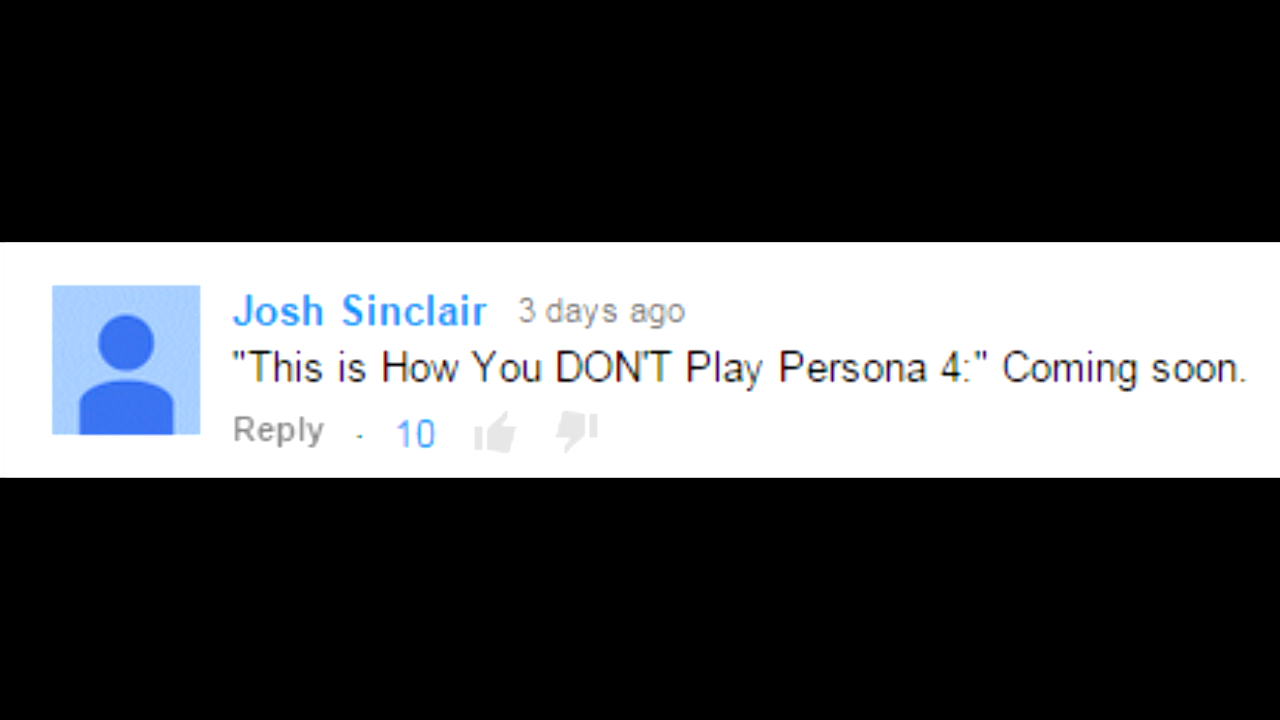 Josh Sinclair 3 days ago
"This is How You DON'T Play Persona 4:" Coming soon.
Reply · 10